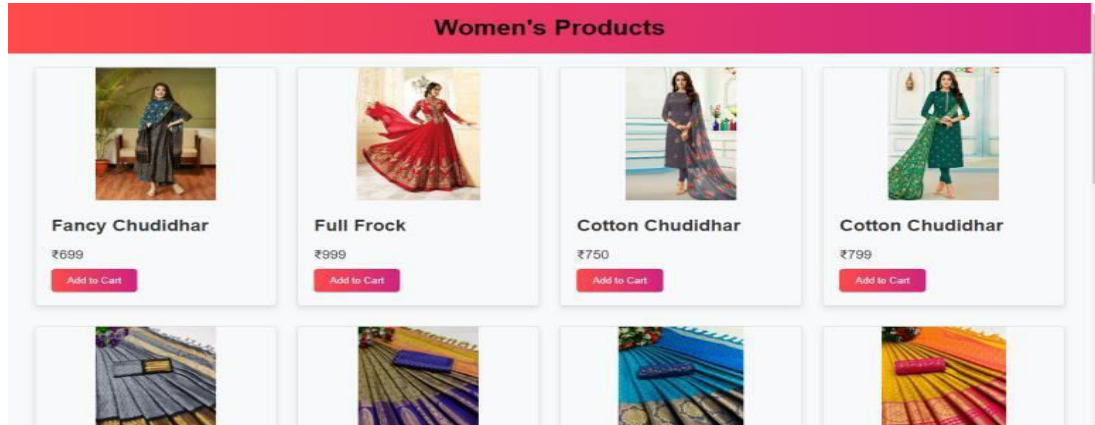 Women's Products
Fancy Chudidhar
₹699
Add to Cart
Full Frock
₹999
Add to Cart
Cotton Chudidhar
₹750
Add to Cart
Cotton Chudidhar
₹799
Add to Cart